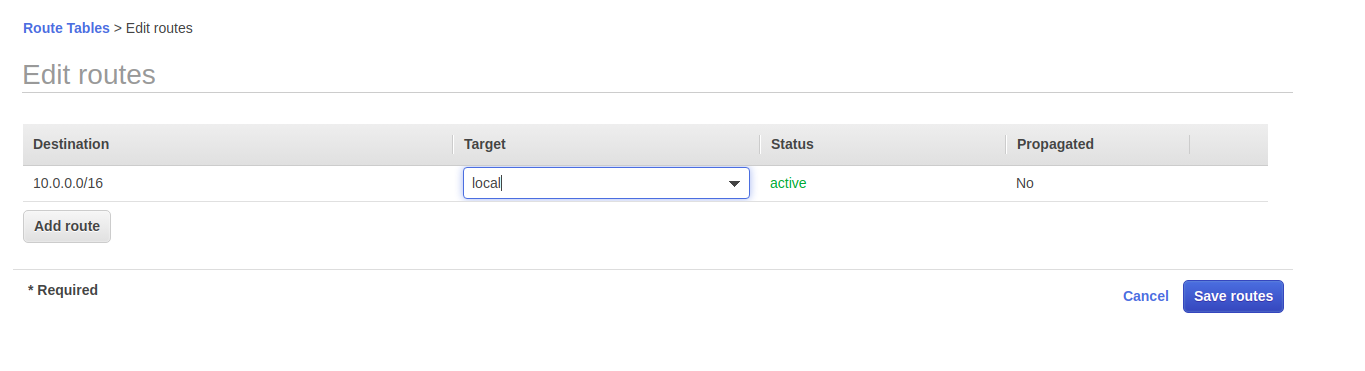 Route Tables > Edit routes
Edit routes
Destination Target Status Propagated
10.0.0.0/16 local active No
Add route
* Required
Cancel Save routes